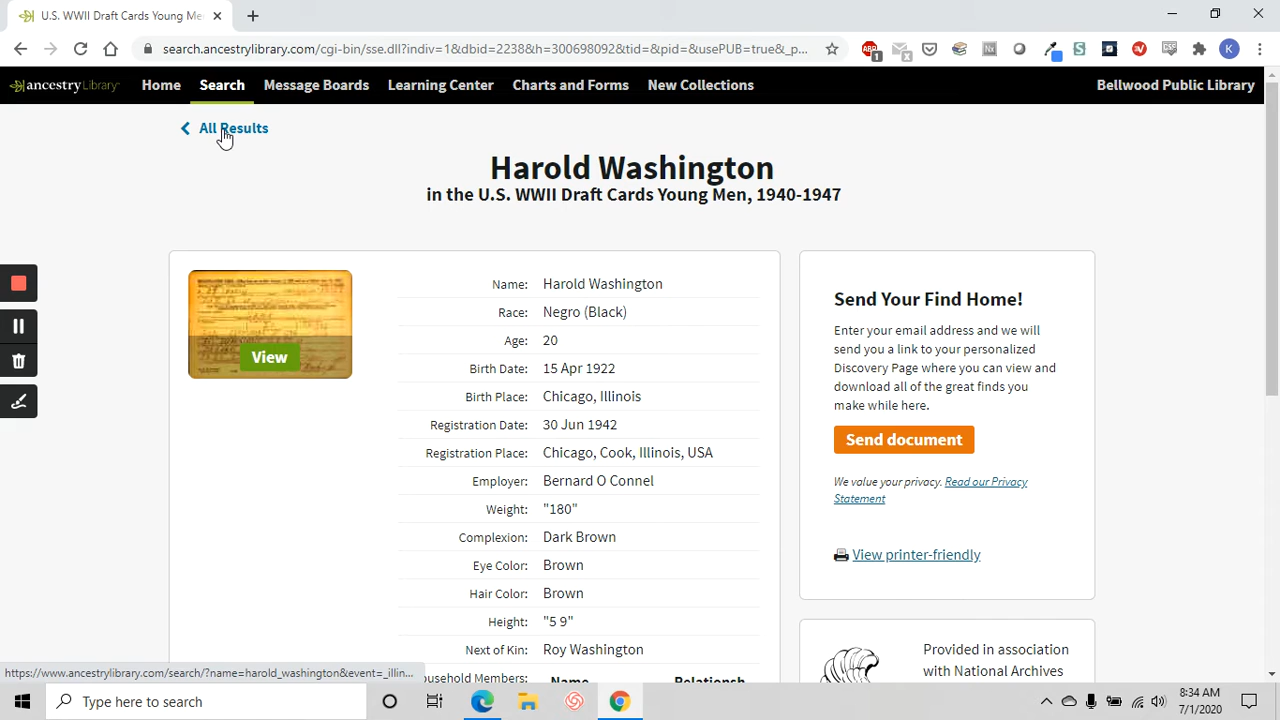 U.S. WWII Draft Cards Young Me
search.ancestrylibrary.com/cgi-bin/sse.dll?indiv=1&dbid=2238&h=300698092&tid=&pid=&usePUB=true&_p...
ABP
1
K
ancestryLibrary
Home
Search
Message Boards
Learning Center
Charts and Forms
New Collections
Bellwood Public Library
All Results
Harold Washington
in the U.S. WWII Draft Cards Young Men, 1940-1947
View
Name: Harold Washington
Race: Negro (Black)
Age: 20
Birth Date: 15 Apr 1922
Birth Place: Chicago, Illinois
Registration Date: 30 Jun 1942
Registration Place: Chicago, Cook, Illinois, USA
Employer: Bernard O Connel
Weight: "180"
Complexion: Dark Brown
Eye Color: Brown
Hair Color: Brown
Height: "5 9"
Next of Kin: Roy Washington
ousehold Members: Name Relationsh
Send Your Find Home!
Enter your email address and we will
send you a link to your personalized
Discovery Page where you can view and
download all of the great finds you
make while here.
Send document
We value your privacy. Read our Privacy
Statement
View printer-friendly
Provided in association
with National Archives
https://www.ancestrylibrary.com/search/?name=harold_washington&event=_illin...
Type here to search
8:34 AM
7/1/2020